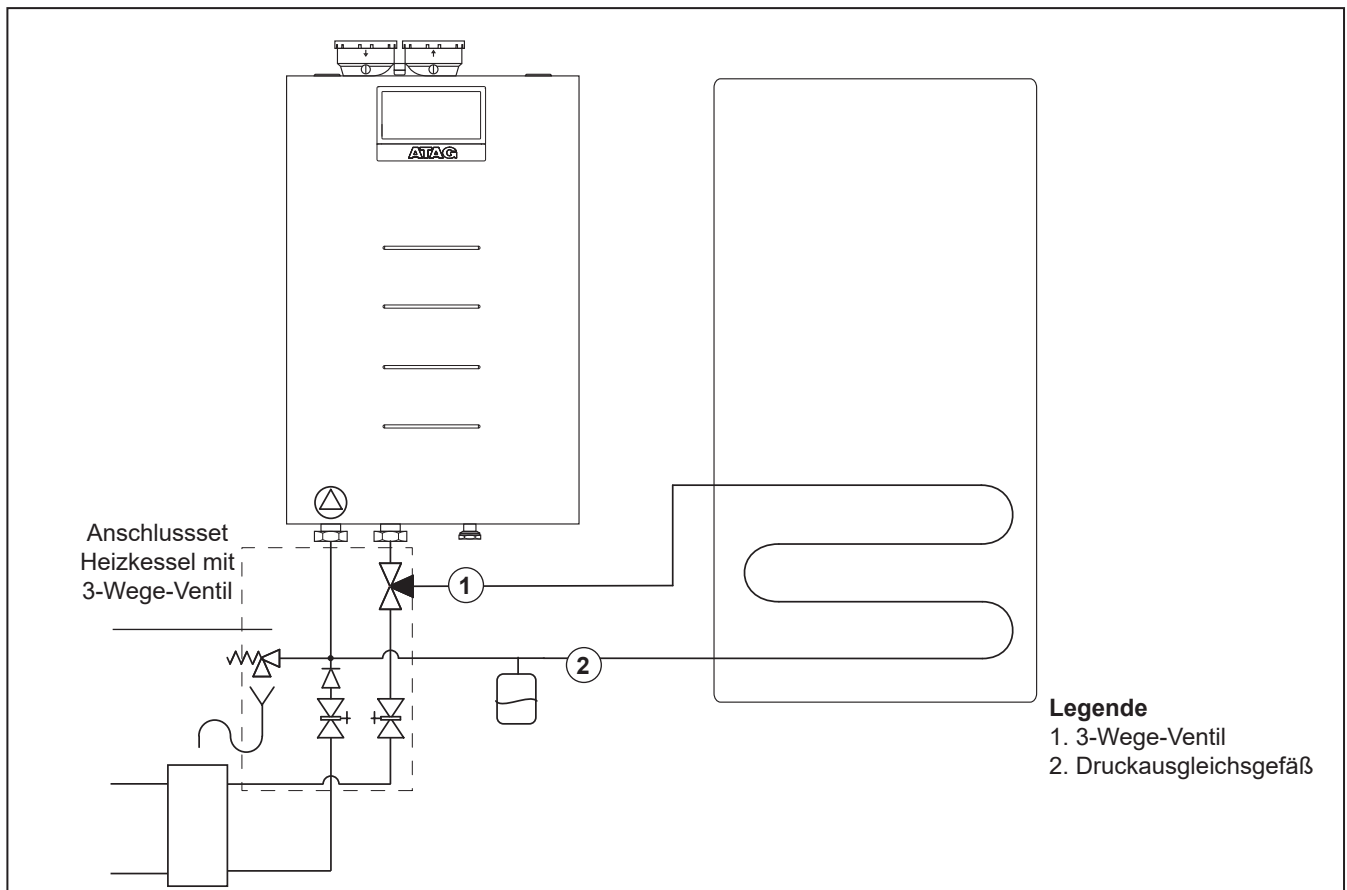 ATAG
Anschlussset
Heizkessel mit
3-Wege-Ventil
1
2
Legende
1. 3-Wege-Ventil
2. Druckausgleichsgefäß